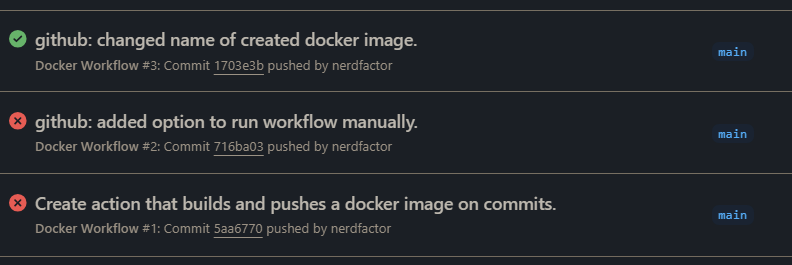 github: changed name of created docker image.
main
Docker Workflow #3: Commit 1703e3b pushed by nerdfactor
github: added option to run workflow manually.
main
Docker Workflow #2: Commit 716ba03 pushed by nerdfactor
Create action that builds and pushes a docker image on commits.
main
Docker Workflow #1: Commit 5aa6770 pushed by nerdfactor